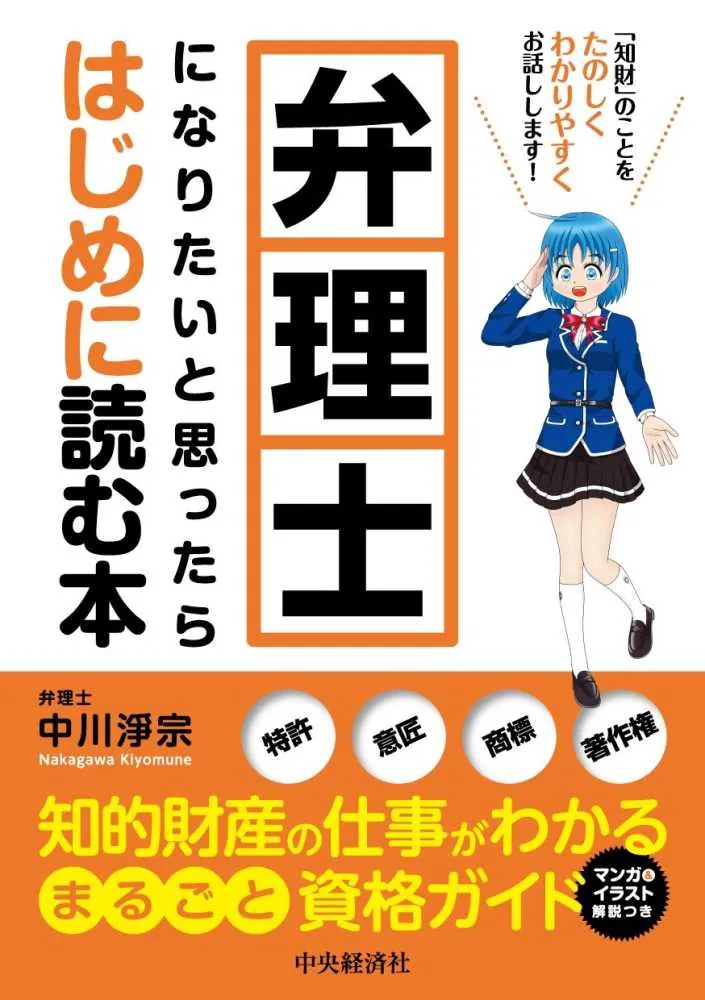 「知財」のことを
たのしく
わかりやすく
お話しします！
弁理士
になりたいと思ったら
はじめに読む本
弁理士
中川淨宗
Nakagawa Kiyomune
特許
意匠
商標
著作権
知的財産の仕事がわかる
まるごと資格ガイド
マンガ&
イラスト
解説つき
中央経済社